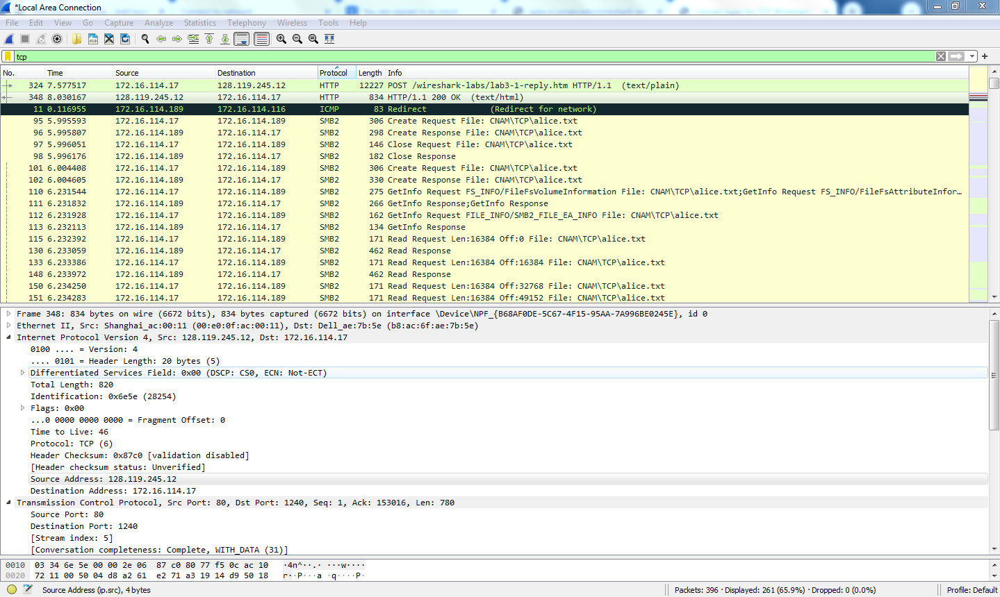 *Local Area Connection
File Edit View Go Capture Analyze Statistics Telephony Wireless Tools Help
tcp
No. Time Source Destination Protocol Length Info
324 7.577517 172.16.114.17 128.119.245.12 HTTP 12227 POST /wireshark-labs/lab3-1-reply.htm HTTP/1.1 (text/plain)
348 8.030167 128.119.245.12 172.16.114.17 HTTP 834 HTTP/1.1 200 OK (text/html)
11 0.116955 172.16.114.189 172.16.114.116 ICMP 83 Redirect (Redirect for network)
95 5.995593 172.16.114.17 172.16.114.189 SMB2 306 Create Request File: CNAM\TCP\alice.txt
96 5.995807 172.16.114.189 172.16.114.17 SMB2 298 Create Response File: CNAM\TCP\alice.txt
97 5.996051 172.16.114.17 172.16.114.189 SMB2 146 Close Request File: CNAM\TCP\alice.txt
98 5.996176 172.16.114.189 172.16.114.17 SMB2 182 Close Response
101 6.004408 172.16.114.17 172.16.114.189 SMB2 306 Create Request File: CNAM\TCP\alice.txt
102 6.004605 172.16.114.189 172.16.114.17 SMB2 330 Create Response File: CNAM\TCP\alice.txt
110 6.231544 172.16.114.17 172.16.114.189 SMB2 275 GetInfo Request FS_INFO/FileFsVolumeInformation File: CNAM\TCP\alice.txt;GetInfo Request FS_INFO/FileFsAttributeInfor…
111 6.231832 172.16.114.189 172.16.114.17 SMB2 266 GetInfo Response;GetInfo Response
112 6.231928 172.16.114.17 172.16.114.189 SMB2 162 GetInfo Request FILE_INFO/SMB2_FILE_EA_INFO File: CNAM\TCP\alice.txt
113 6.232113 172.16.114.189 172.16.114.17 SMB2 134 GetInfo Response
115 6.232392 172.16.114.17 172.16.114.189 SMB2 171 Read Request Len:16384 Off:0 File: CNAM\TCP\alice.txt
130 6.233059 172.16.114.189 172.16.114.17 SMB2 462 Read Response
133 6.233386 172.16.114.17 172.16.114.189 SMB2 171 Read Request Len:16384 Off:16384 File: CNAM\TCP\alice.txt
148 6.233972 172.16.114.189 172.16.114.17 SMB2 462 Read Response
150 6.234250 172.16.114.17 172.16.114.189 SMB2 171 Read Request Len:16384 Off:32768 File: CNAM\TCP\alice.txt
151 6.234283 172.16.114.17 172.16.114.189 SMB2 171 Read Request Len:16384 Off:49152 File: CNAM\TCP\alice.txt
Frame 348: 834 bytes on wire (6672 bits), 834 bytes captured (6672 bits) on interface \Device\NPF_{B68AF0DE-5C67-4F15-95AA-7A996BE0245E}, id 0
Ethernet II, Src: Shanghai_ac:00:11 (00:e0:0f:ac:00:11), Dst: Dell_ae:7b:5e (b8:ac:6f:ae:7b:5e)
Internet Protocol Version 4, Src: 128.119.245.12, Dst: 172.16.114.17
0100 .... = Version: 4
.... 0101 = Header Length: 20 bytes (5)
Differentiated Services Field: 0x00 (DSCP: CS0, ECN: Not-ECT)
Total Length: 820
Identification: 0x6e5e (28254)
Flags: 0x00
...0 0000 0000 0000 = Fragment Offset: 0
Time to Live: 46
Protocol: TCP (6)
Header Checksum: 0x87c0 [validation disabled]
[Header checksum status: Unverified]
Source Address: 128.119.245.12
Destination Address: 172.16.114.17
Transmission Control Protocol, Src Port: 80, Dst Port: 1240, Seq: 1, Ack: 153016, Len: 780
Source Port: 80
Destination Port: 1240
[Stream index: 5]
[Conversation completeness: Complete, WITH_DATA (31)]
0010 03 34 6e 5e 00 00 2e 06 87 c0 80 77 f5 0c ac 10 ·4n^··.· ···w····
0020 72 11 00 50 04 d8 a2 61 e2 71 a3 19 14 d9 50 18 r··P···a ·q····P·
Source Address (ip.src), 4 bytes Packets: 396 · Displayed: 261 (65.9%) · Dropped: 0 (0.0%) Profile: Default